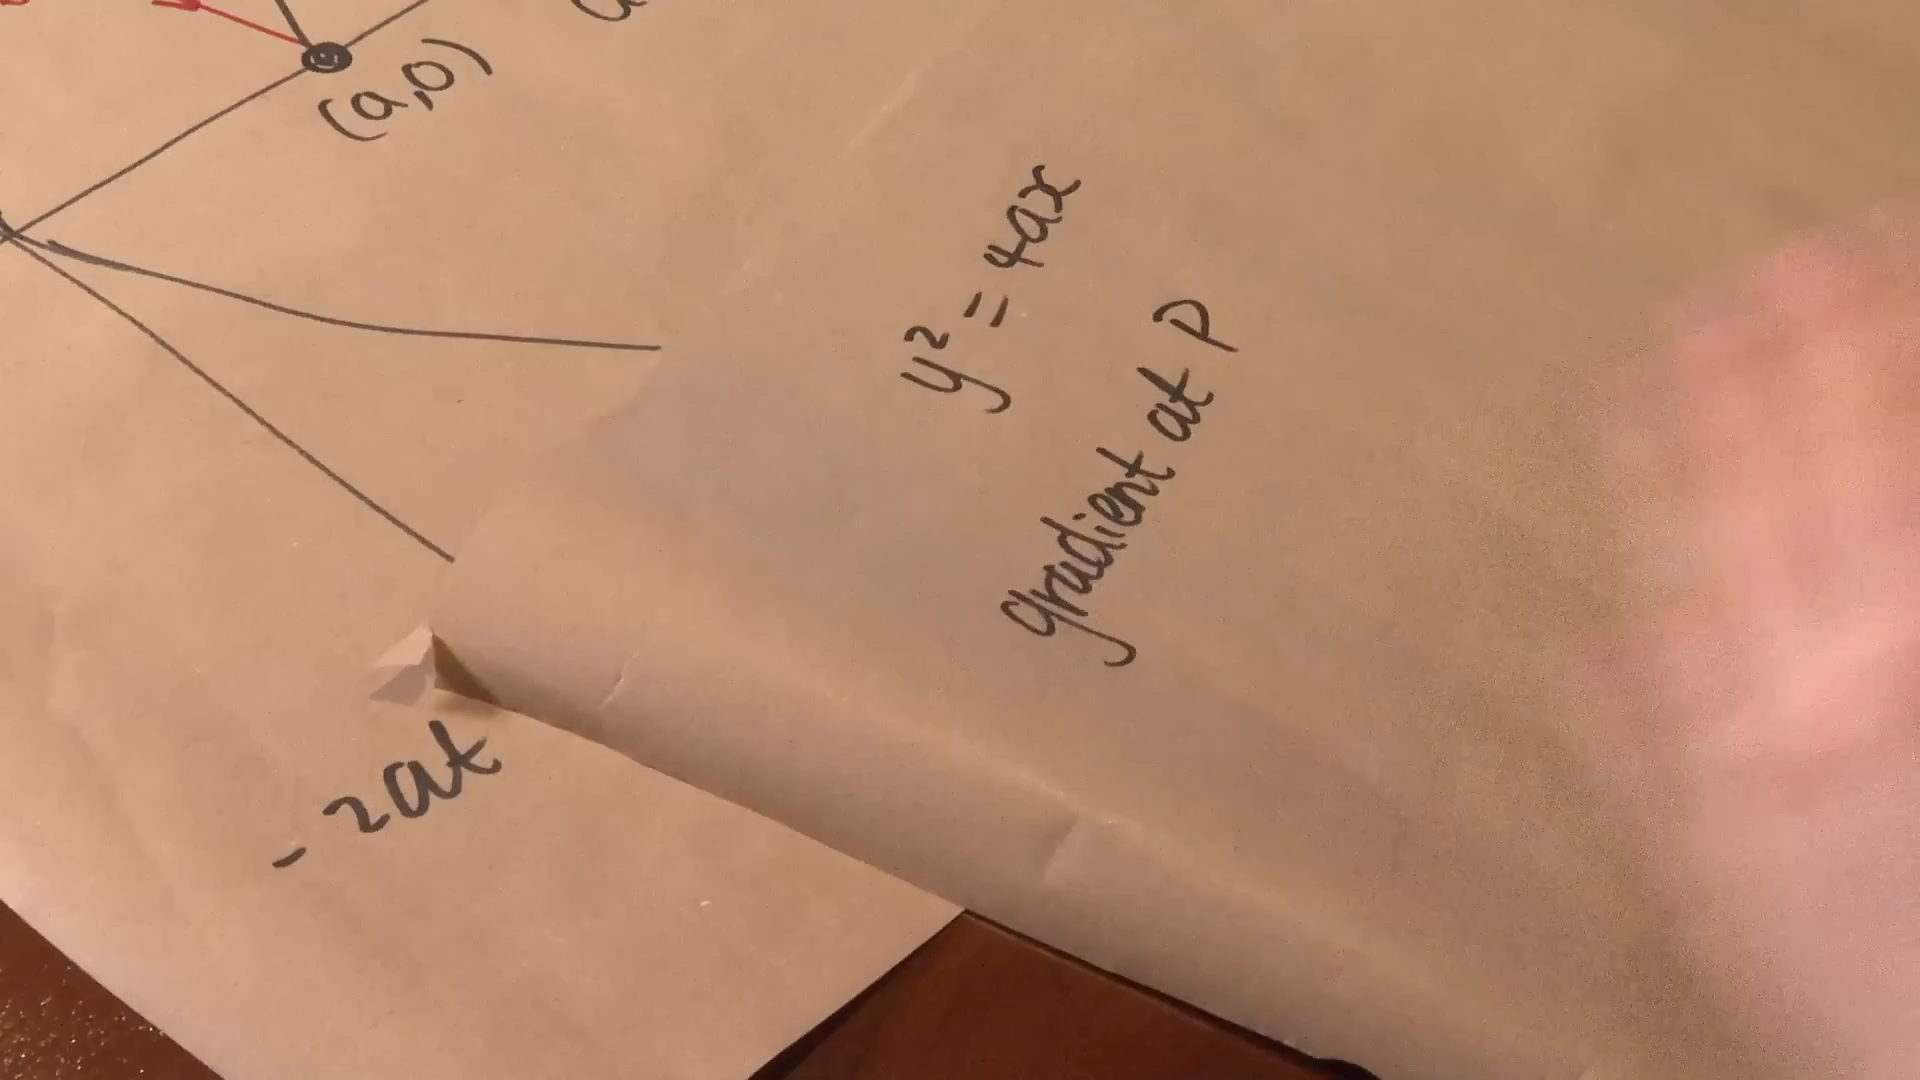 (a,0)
y² = 4ax
gradient at P
- 2at